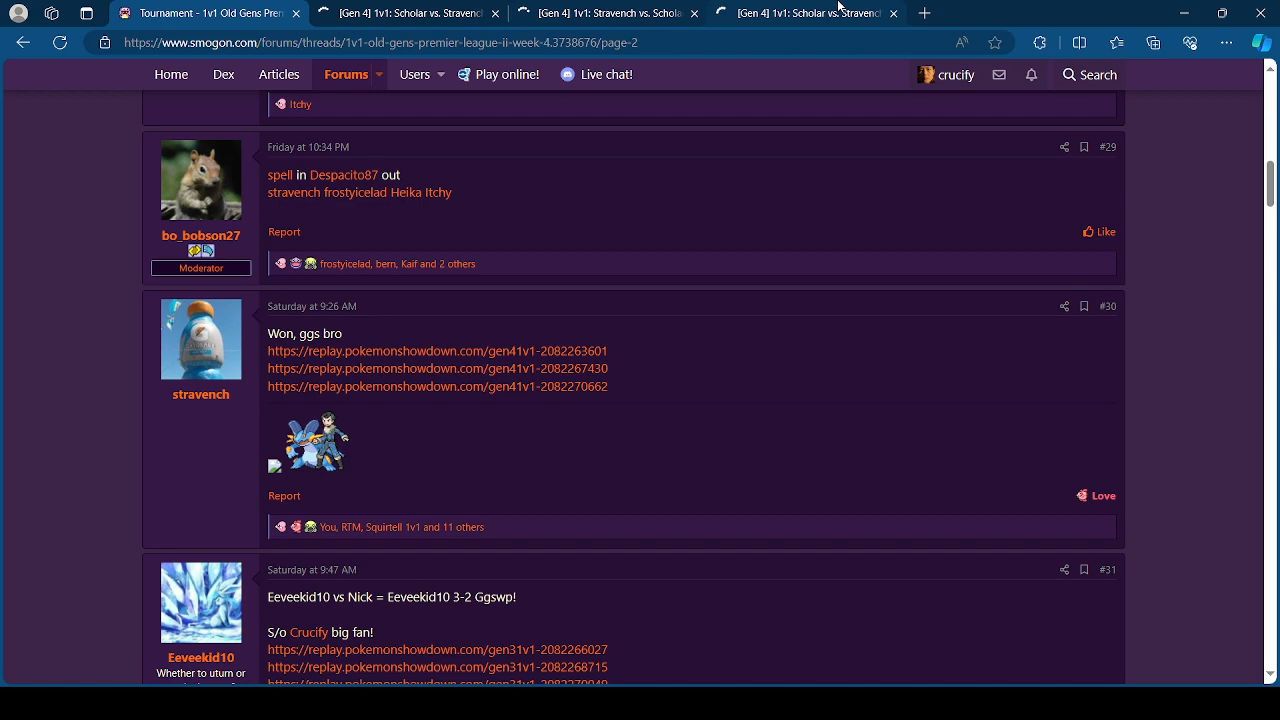 Tournament - 1v1 Old Gens Prem
[Gen 4] 1v1: Scholar vs. Stravench
[Gen 4] 1v1: Stravench vs. Schola
[Gen 4] 1v1: Scholar vs. Stravench
https://www.smogon.com/forums/threads/1v1-old-gens-premier-league-ii-week-4.3738676/page-2
Home Dex Articles Forums Users Play online! Live chat! crucify Search
Itchy
Friday at 10:34 PM #29
spell in Despacito87 out
stravench frostyicelad Heika Itchy
bo_bobson27
Moderator
Report Like
frostyicelad, bern, Kaif and 2 others
Saturday at 9:26 AM #30
Won, ggs bro
https://replay.pokemonshowdown.com/gen41v1-2082263601
https://replay.pokemonshowdown.com/gen41v1-2082267430
https://replay.pokemonshowdown.com/gen41v1-2082270662
stravench
Report Love
You, RTM, Squirtell 1v1 and 11 others
Saturday at 9:47 AM #31
Eeveekid10 vs Nick = Eeveekid10 3-2 Ggswp!
S/o Crucify big fan!
https://replay.pokemonshowdown.com/gen31v1-2082266027
https://replay.pokemonshowdown.com/gen31v1-2082268715
Eeveekid10
Whether to uturn or